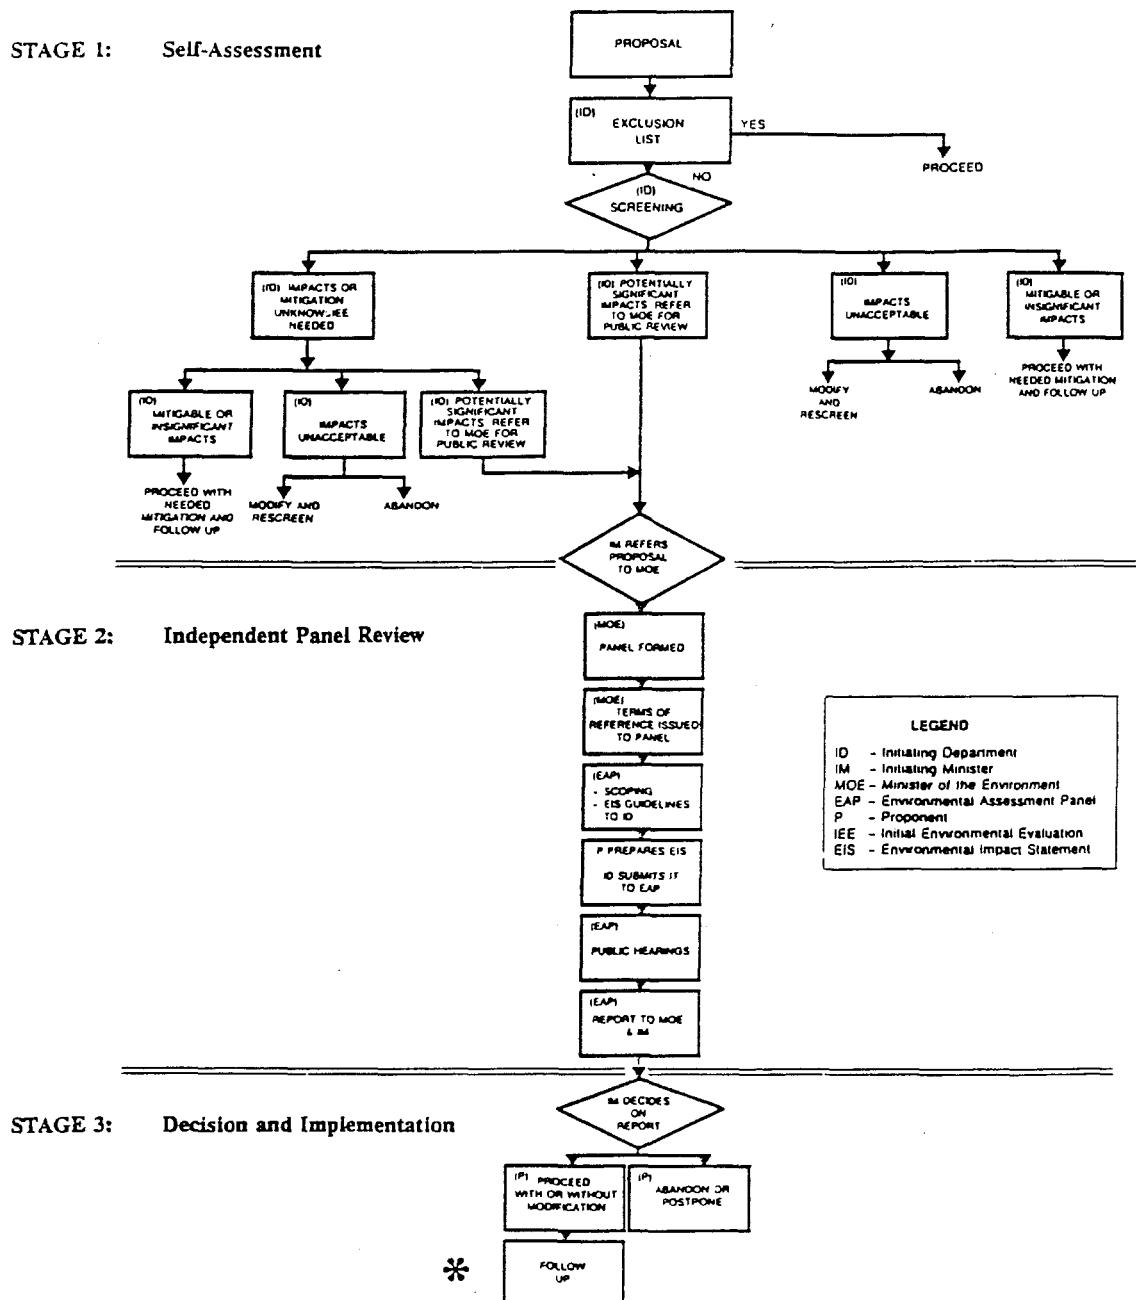 STAGE 1: Self-Assessment
PROPOSAL
(ID)
EXCLUSION
LIST
YES
PROCEED
NO
(ID)
SCREENING
(ID) IMPACTS OR
MITIGATION
UNKNOWN-IEE
NEEDED
(ID) POTENTIALLY
SIGNIFICANT
IMPACTS REFER
TO MOE FOR
PUBLIC REVIEW
(ID)
IMPACTS
UNACCEPTABLE
(ID)
MITIGABLE OR
INSIGNIFICANT
IMPACTS
MODIFY
AND
RESCREEN
ABANDON
PROCEED WITH
NEEDED MITIGATION
AND FOLLOW UP
(ID)
MITIGABLE OR
INSIGNIFICANT
IMPACTS
(ID)
IMPACTS
UNACCEPTABLE
(ID) POTENTIALLY
SIGNIFICANT
IMPACTS REFER
TO MOE FOR
PUBLIC REVIEW
PROCEED WITH
NEEDED
MITIGATION AND
FOLLOW UP
MODIFY AND
RESCREEN
ABANDON
IM REFERS
PROPOSAL
TO MOE
STAGE 2: Independent Panel Review
(MOE)
PANEL FORMED
(MOE)
TERMS OF
REFERENCE ISSUED
TO PANEL
(EAP)
- SCOPING
- EIS GUIDELINES
TO ID
P PREPARES EIS
ID SUBMITS IT
TO EAP
(EAP)
PUBLIC HEARINGS
(EAP)
REPORT TO MOE
& IM
LEGEND
ID - Initiating Department
IM - Initiating Minister
MOE - Minister of the Environment
EAP - Environmental Assessment Panel
P - Proponent
IEE - Initial Environmental Evaluation
EIS - Environmental Impact Statement
STAGE 3: Decision and Implementation
IM DECIDES
ON
REPORT
(P) PROCEED
WITH OR WITHOUT
MODIFICATION
(P)
ABANDON OR
POSTPONE
* FOLLOW
UP